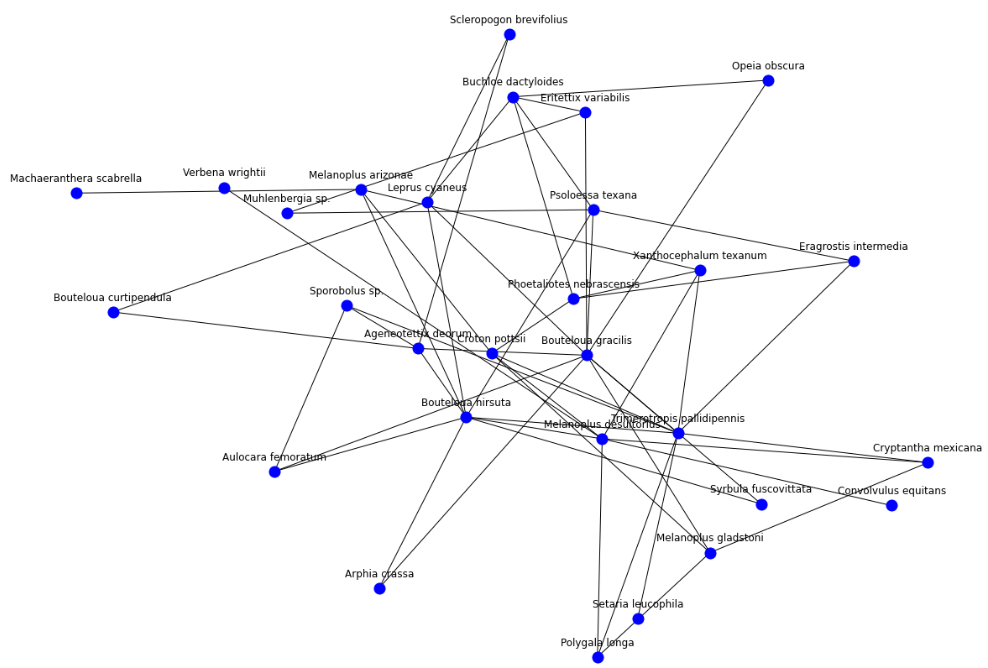 Scleropogon brevifolius
Opeia obscura
Buchloe dactyloides
Eritettix variabilis
Machaeranthera scabrella
Verbena wrightii
Melanoplus arizonae
Leprus cyaneus
Muhlenbergia sp.
Psoloessa texana
Eragrostis intermedia
Xanthocephalum texanum
Phoetaliotes nebrascensis
Bouteloua curtipendula
Sporobolus sp.
Ageneotettix deorum
Croton pottsii
Bouteloua gracilis
Bouteloua hirsuta
Trimerotropis pallidipennis
Melanoplus desultorius
Cryptantha mexicana
Aulocara femoratum
Syrbula fuscovittata
Convolvulus equitans
Melanoplus gladstoni
Arphia crassa
Setaria leucophila
Polygala longa